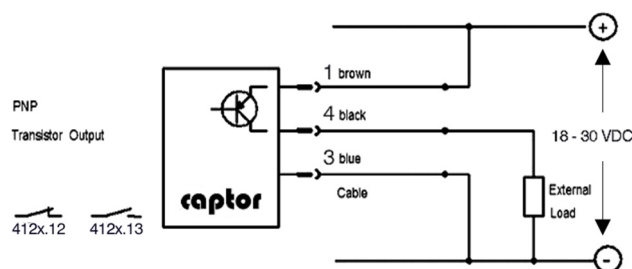 +
1 brown
PNP
4 black
Transistor Output
18 - 30 VDC
3 blue
captor
Cable
External
Load
412x.12
412x.13
-